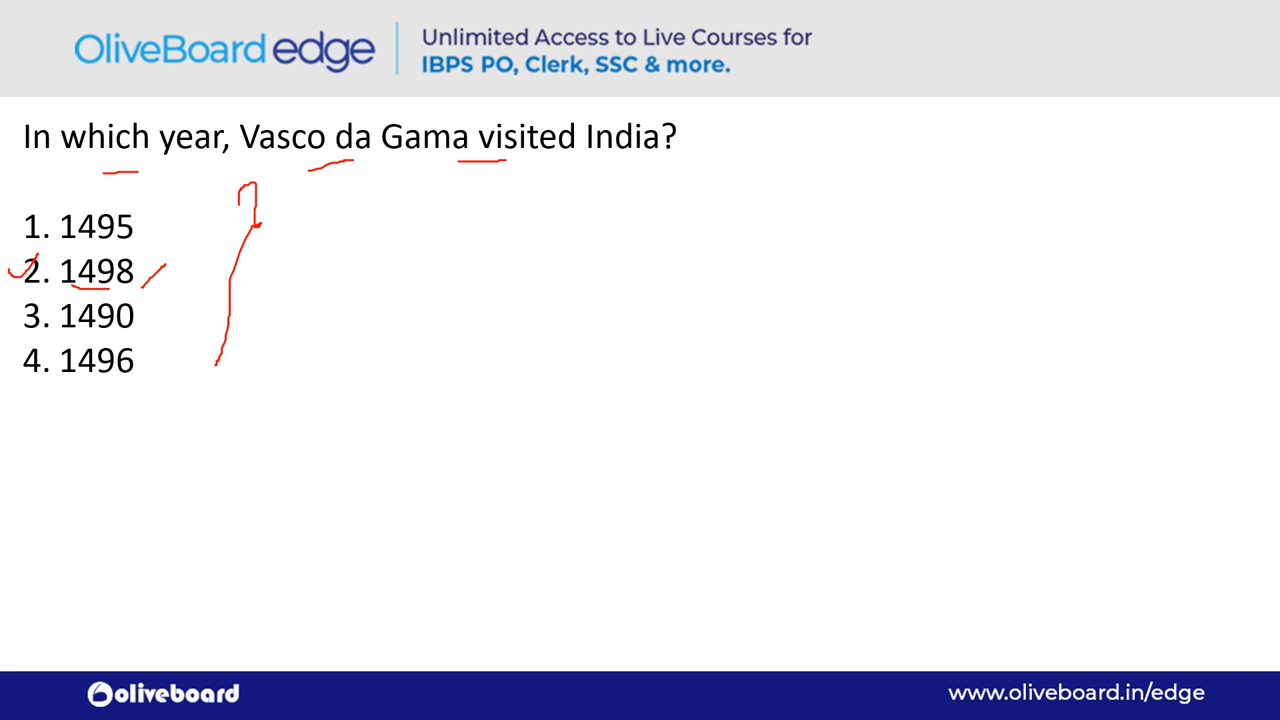 OliveBoard edge
Unlimited Access to Live Courses for
IBPS PO, Clerk, SSC & more.
In which year, Vasco da Gama visited India?
1. 1495
2. 1498
3. 1490
4. 1496
oliveboard
www.oliveboard.in/edge